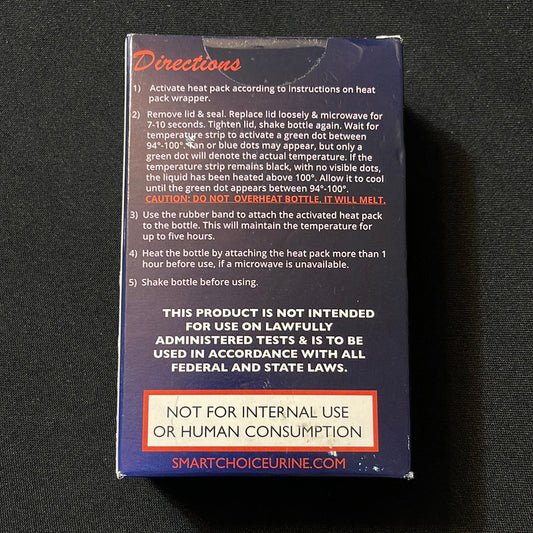 Directions
1) Activate heat pack according to instructions on heat
pack wrapper.
2) Remove lid & seal. Replace lid loosely & microwave for
7-10 seconds. Tighten lid, shake bottle again. Wait for
temperature strip to activate a green dot between
94°-100°. Tan or blue dots may appear, but only a
green dot will denote the actual temperature. If the
temperature strip remains black, with no visible dots,
the liquid has been heated above 100°. Allow it to cool
until the green dot appears between 94°-100°.
CAUTION: DO NOT OVERHEAT BOTTLE, IT WILL MELT.
3) Use the rubber band to attach the activated heat pack
to the bottle. This will maintain the temperature for
up to five hours.
4) Heat the bottle by attaching the heat pack more than 1
hour before use, if a microwave is unavailable.
5) Shake bottle before using.
THIS PRODUCT IS NOT INTENDED
FOR USE ON LAWFULLY
ADMINISTERED TESTS & IS TO BE
USED IN ACCORDANCE WITH ALL
FEDERAL AND STATE LAWS.
NOT FOR INTERNAL USE
OR HUMAN CONSUMPTION
SMARTCHOICEURINE.COM